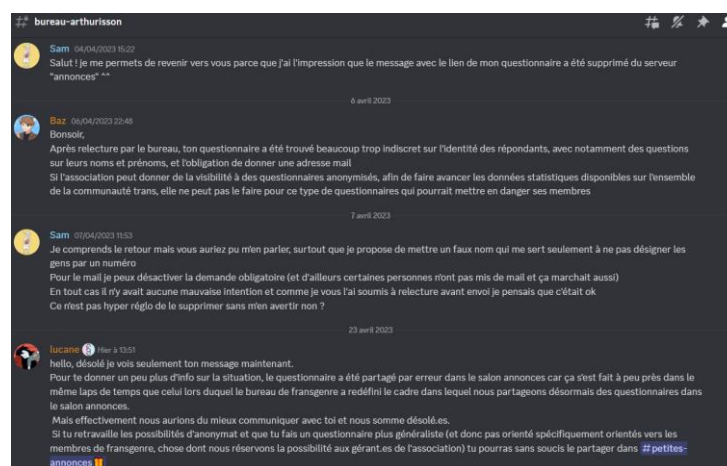 bureau-arthurisson
Sam 04/04/2023 15:22
Salut ! je me permets de revenir vers vous parce que j'ai l'impression que le message avec le lien de mon questionnaire a été supprimé du serveur
"annonces" ^^
6 avril 2023
Baz 06/04/2023 22:48
Bonsoir,
Après relecture par le bureau, ton questionnaire a été trouvé beaucoup trop indiscret sur l'identité des répondants, avec notamment des questions
sur leurs noms et prénoms, et l'obligation de donner une adresse mail
Si l'association peut donner de la visibilité à des questionnaires anonymisés, afin de faire avancer les données statistiques disponibles sur l'ensemble
de la communauté trans, elle ne peut pas le faire pour ce type de questionnaires qui pourrait mettre en danger ses membres
7 avril 2023
Sam 07/04/2023 11:53
Je comprends le retour mais vous auriez pu m'en parler, surtout que je propose de mettre un faux nom qui me sert seulement à ne pas désigner les
gens par un numéro
Pour le mail je peux désactiver la demande obligatoire (et d'ailleurs certaines personnes n'ont pas mis de mail et ça marchait aussi)
En tout cas il n'y avait aucune mauvaise intention et comme je vous l'ai soumis à relecture avant envoi je pensais que c'était ok
Ce n'est pas hyper réglo de le supprimer sans m'en avertir non ?
23 avril 2023
lucane Hier à 13:51
hello, désolé je vois seulement ton message maintenant.
Pour te donner un peu plus d'info sur la situation, le questionnaire a été partagé par erreur dans le salon annonces car ça s'est fait à peu près dans le
même laps de temps que celui lors duquel le bureau de fransgenre a redéfini le cadre dans lequel nous partageons désormais des questionnaires dans
le salon annonces.
Mais effectivement nous aurions du mieux communiquer avec toi et nous somme désolé.es.
Si tu retravaille les possibilités d'anonymat et que tu fais un questionnaire plus généraliste (et donc pas orienté spécifiquement orientés vers les
membres de fransgenre, chose dont nous réservons la possibilité aux gérant.es de l'association) tu pourras sans soucis le partager dans #petites-
annonces